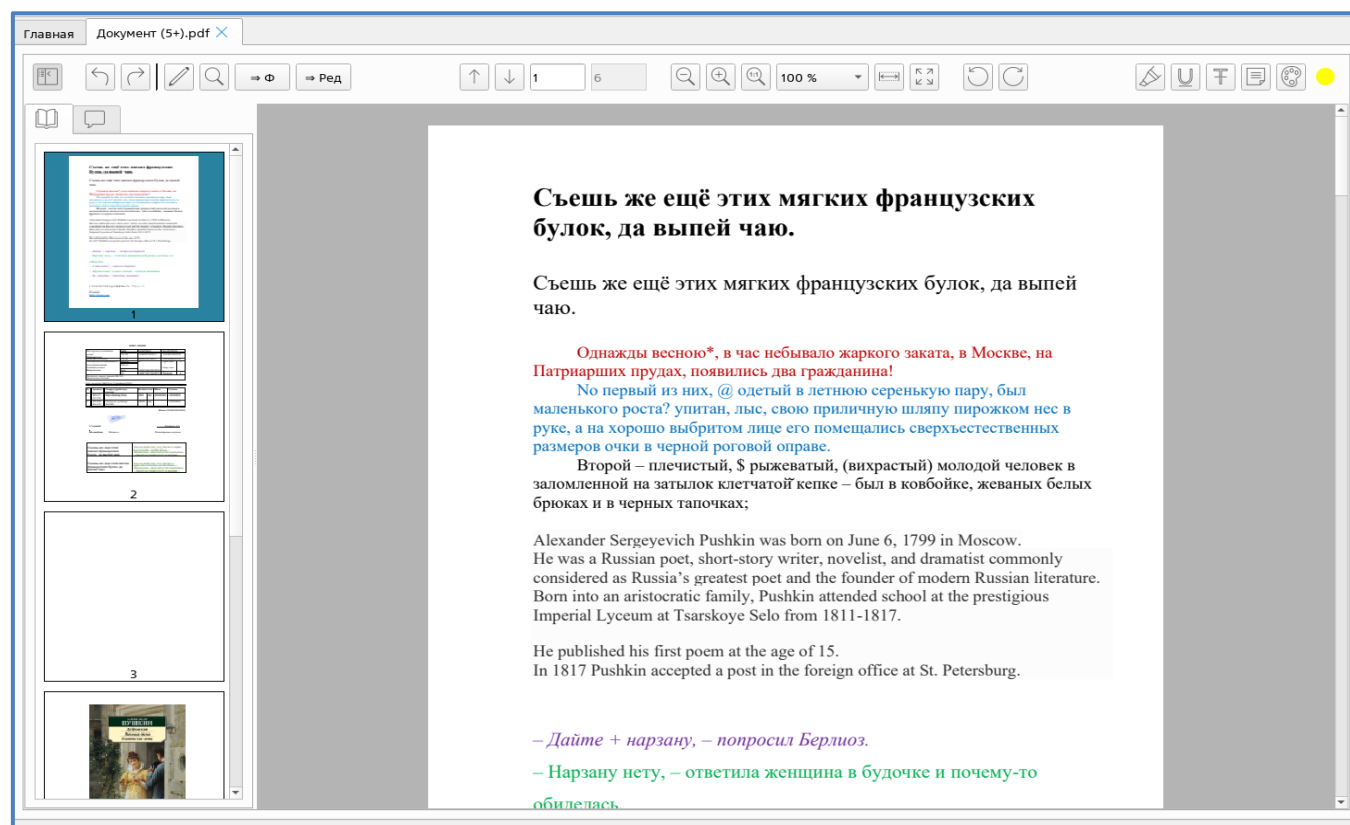 Главная
Документ (5+).pdf
⇒ Ф
⇒ Ред
1
6
1:1
100 %
Съешь же ещё этих мягких французских
булок, да выпей чаю.
Съешь же ещё этих мягких французских булок, да выпей
чаю.
Однажды весною*, в час небывало жаркого заката, в Москве, на
Патриарших прудах, появились два гражданина!
No первый из них, @ одетый в летнюю серенькую пару, был
маленького роста? упитан, лыс, свою приличную шляпу пирожком нес в
руке, а на хорошо выбритом лице его помещались сверхъестественных
размеров очки в черной роговой оправе.
Второй – плечистый, $ рыжеватый, (вихрастый) молодой человек в
заломленной на затылок клетчатой кепке – был в ковбойке, жеваных белых
брюках и в черных тапочках;
Alexander Sergeyevich Pushkin was born on June 6, 1799 in Moscow.
He was a Russian poet, short-story writer, novelist, and dramatist commonly
considered as Russia’s greatest poet and the founder of modern Russian literature.
Born into an aristocratic family, Pushkin attended school at the prestigious
Imperial Lyceum at Tsarskoye Selo from 1811-1817.
He published his first poem at the age of 15.
In 1817 Pushkin accepted a post in the foreign office at St. Petersburg.
– Дайте + нарзану, – попросил Берлиоз.
– Нарзану нету, – ответила женщина в будочке и почему-то
обиделась
1
2
3
ПУШКИН